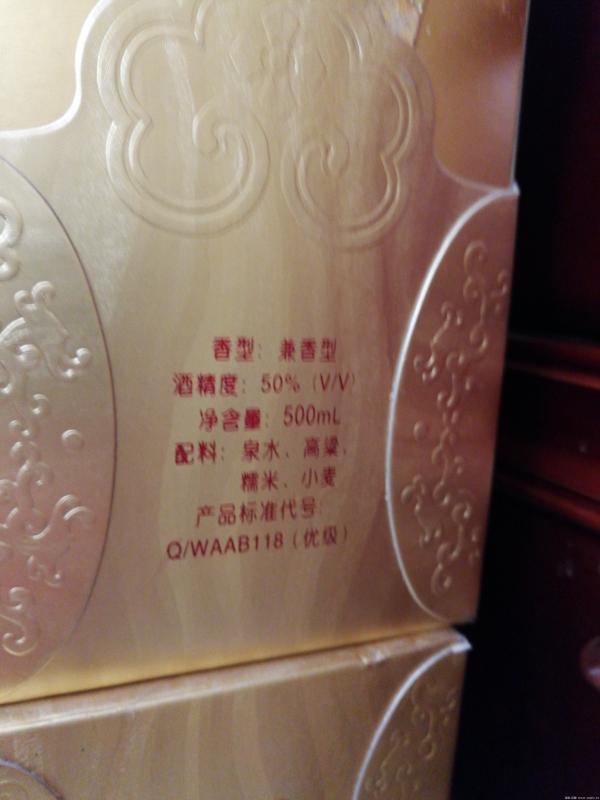 香型：兼香型
酒精度：50%（V/V）
净含量：500mL
配料：泉水、高粱、
糯米、小麦
产品标准代号：
Q/WAAB118（优级）